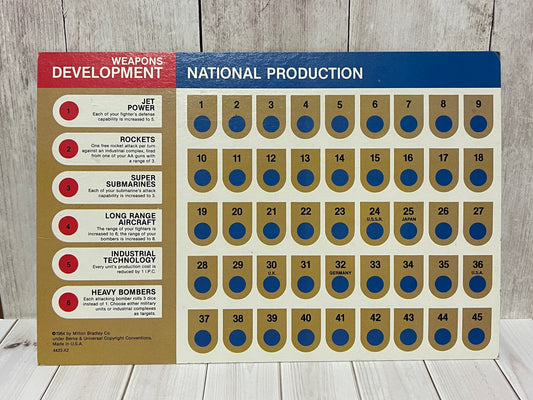 WEAPONS
DEVELOPMENT
1
JET
POWER
Each of your fighter's defense
capability is increased to 5.
2
ROCKETS
One free rocket attack per turn
against an industrial complex, fired
from one of your AA guns with
a range of 3.
3
SUPER
SUBMARINES
Each of your submarine's attack
capability is increased to 3.
4
LONG RANGE
AIRCRAFT
The range of your fighters is
increased to 6; the range of your
bombers is increased to 8.
5
INDUSTRIAL
TECHNOLOGY
Every unit's production cost is
reduced by 1 I.P.C.
6
HEAVY BOMBERS
Each attacking bomber rolls 3 dice
instead of 1. Choose either military
units or industrial complexes
as targets.
©1984 by Milton Bradley Co.
under Berne & Universal Copyright Conventions.
Made in U.S.A.
4423-X2
NATIONAL PRODUCTION
1 2 3 4 5 6 7 8 9
10 11 12 13 14 15 16 17 18
19 20 21 22 23 24 25 26 27
U.S.S.R. JAPAN
28 29 30 31 32 33 34 35 36
U.K. GERMANY U.S.A.
37 38 39 40 41 42 43 44 45